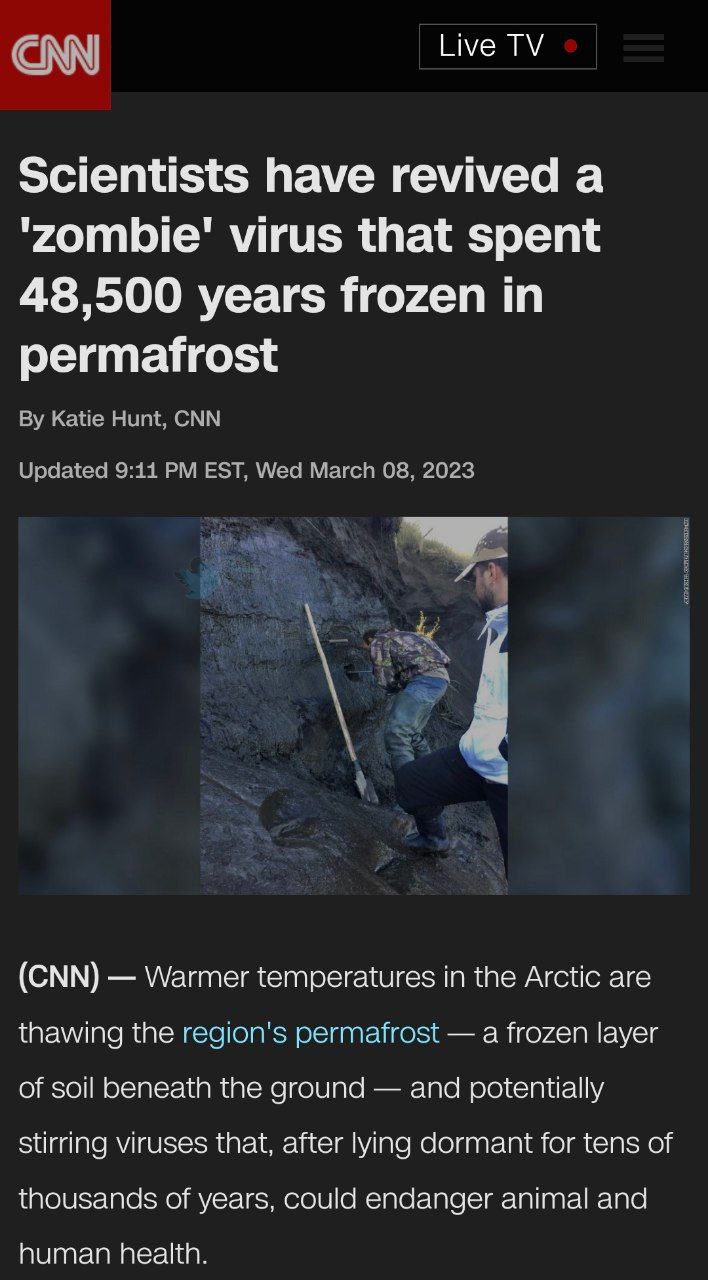 CNN
Live TV
Scientists have revived a
'zombie' virus that spent
48,500 years frozen in
permafrost
By Katie Hunt, CNN
Updated 9:11 PM EST, Wed March 08, 2023
(CNN) — Warmer temperatures in the Arctic are
thawing the region's permafrost — a frozen layer
of soil beneath the ground — and potentially
stirring viruses that, after lying dormant for tens of
thousands of years, could endanger animal and
human health.